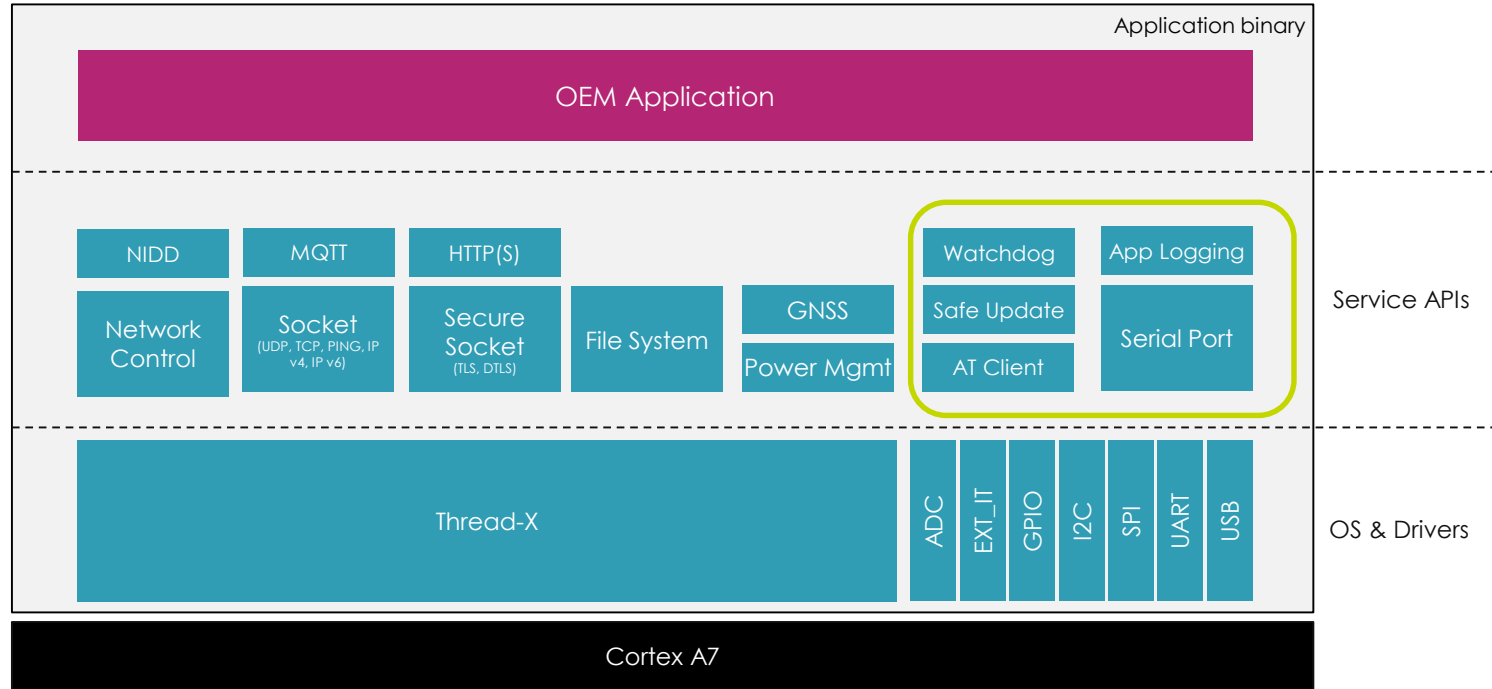 Application binary
OEM Application
NIDD
MQTT
HTTP(S)
Watchdog
App Logging
Network
Control
Socket
(UDP, TCP, PING, IP
v4, IP v6)
Secure
Socket
(TLS, DTLS)
File System
GNSS
Power Mgmt
Safe Update
AT Client
Serial Port
Service APIs
Thread-X
ADC
EXT_IT
GPIO
I2C
SPI
UART
USB
OS & Drivers
Cortex A7